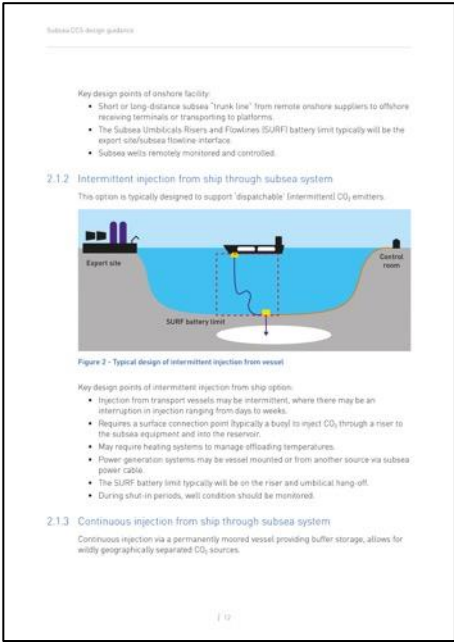 Subsea CCS design guidance
Key design points of onshore facility:
• Short or long-distance subsea "trunk line" from remote onshore suppliers to offshore
receiving terminals or transporting to platforms.
• The Subsea Umbilicals Risers and Flowlines (SURF) battery limit typically will be the
export site/subsea flowline interface.
• Subsea wells remotely monitored and controlled.
2.1.2 Intermittent injection from ship through subsea system
This option is typically designed to support 'dispatchable' (intermittent) CO₂ emitters.
Export site
Control
room
SURF battery limit
Figure 2 - Typical design of intermittent injection from vessel
Key design points of intermittent injection from ship option:
• Injection from transport vessels may be intermittent, where there may be an
interruption in injection ranging from days to weeks.
• Requires a surface connection point (typically a buoy) to inject CO₂ through a riser to
the subsea equipment and into the reservoir.
• May require heating systems to manage offloading temperatures.
• Power generation systems may be vessel mounted or from another source via subsea
power cable.
• The SURF battery limit typically will be on the riser and umbilical hang-off.
• During shut-in periods, well condition should be monitored.
2.1.3 Continuous injection from ship through subsea system
Continuous injection via a permanently moored vessel providing buffer storage, allows for
wildly geographically separated CO₂ sources.
| 12